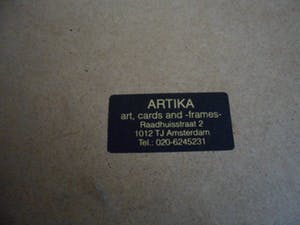 ARTIKA
art, cards and -frames-
Raadhuisstraat 2
1012 TJ Amsterdam
Tel.: 020-6245231